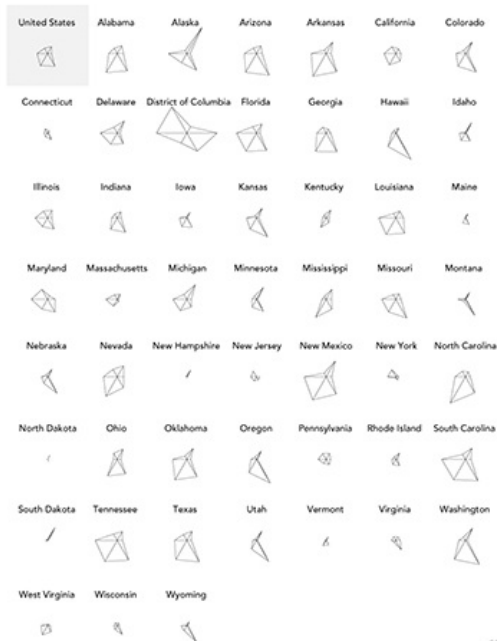 United States Alabama Alaska Arizona Arkansas California Colorado
Connecticut Delaware District of Columbia Florida Georgia Hawaii Idaho
Illinois Indiana Iowa Kansas Kentucky Louisiana Maine
Maryland Massachusetts Michigan Minnesota Mississippi Missouri Montana
Nebraska Nevada New Hampshire New Jersey New Mexico New York North Carolina
North Dakota Ohio Oklahoma Oregon Pennsylvania Rhode Island South Carolina
South Dakota Tennessee Texas Utah Vermont Virginia Washington
West Virginia Wisconsin Wyoming